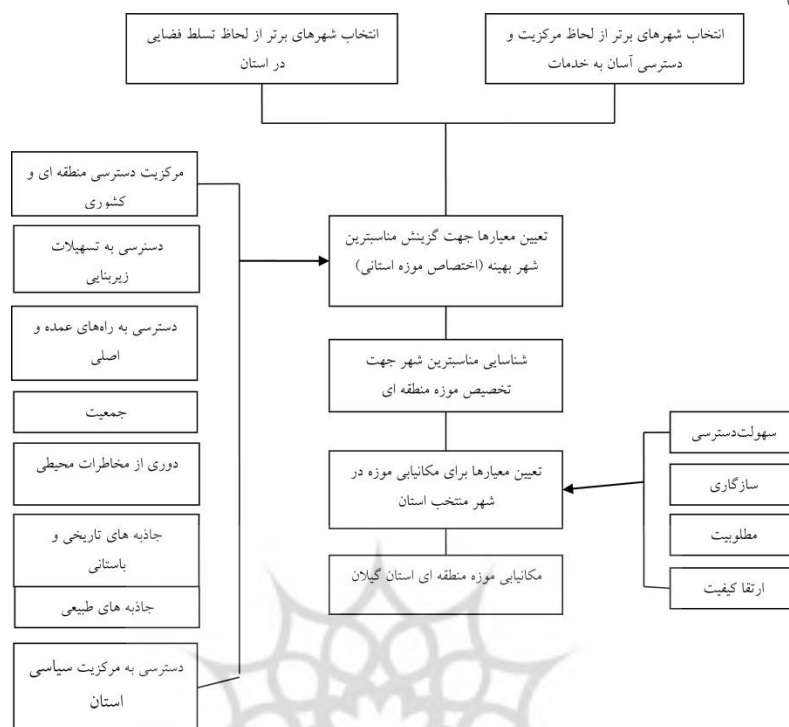 انتخاب شهرهای برتر از لحاظ مرکزیت و
دسترسی آسان به خدمات
انتخاب شهرهای برتر از لحاظ تسلط فضایی
در استان
مرکزیت دسترسی منطقه ای و
کشوری
دسترسی به تسهیلات
زیربنایی
دسترسی به راه‌های عمده و
اصلی
جمعیت
دوری از مخاطرات محیطی
جاذبه های تاریخی و
باستانی
جاذبه های طبیعی
دسترسی به مرکزیت سیاسی
استان
تعیین معیارها جهت گزینش مناسبترین
شهر بهینه (اختصاص موزه استانی)
شناسایی مناسبترین شهر جهت
تخصیص موزه منطقه ای
تعیین معیارها برای مکانیابی موزه در
شهر منتخب استان
مکانیابی موزه منطقه ای استان گیلان
سهولت‌دسترسی
سازگاری
مطلوبیت
ارتقا کیفیت